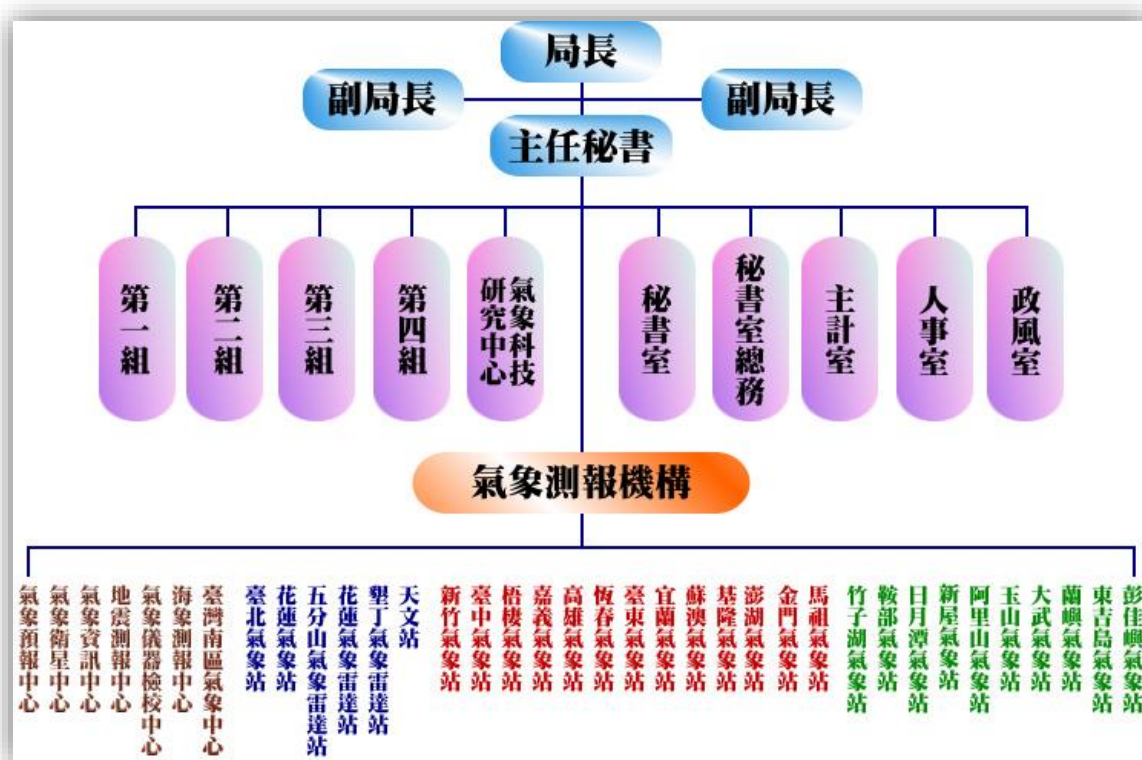 局長
副局長
副局長
主任秘書
第一組
第二組
第三組
第四組
氣象科技
研究中心
秘書室
秘書室總務
主計室
人事室
政風室
氣象測報機構
氣象預報中心
氣象衛星中心
氣象資訊中心
地震測報中心
氣象儀器檢校中心
海象測報中心
臺灣南區氣象中心
臺北氣象站
花蓮氣象站
五分山氣象雷達站
花蓮氣象雷達站
墾丁氣象雷達站
天文站
新竹氣象站
臺中氣象站
梧棲氣象站
嘉義氣象站
高雄氣象站
恆春氣象站
臺東氣象站
宜蘭氣象站
蘇澳氣象站
基隆氣象站
澎湖氣象站
金門氣象站
馬祖氣象站
竹子湖氣象站
鞍部氣象站
日月潭氣象站
新屋氣象站
阿里山氣象站
玉山氣象站
大武氣象站
蘭嶼氣象站
東吉島氣象站
彭佳嶼氣象站